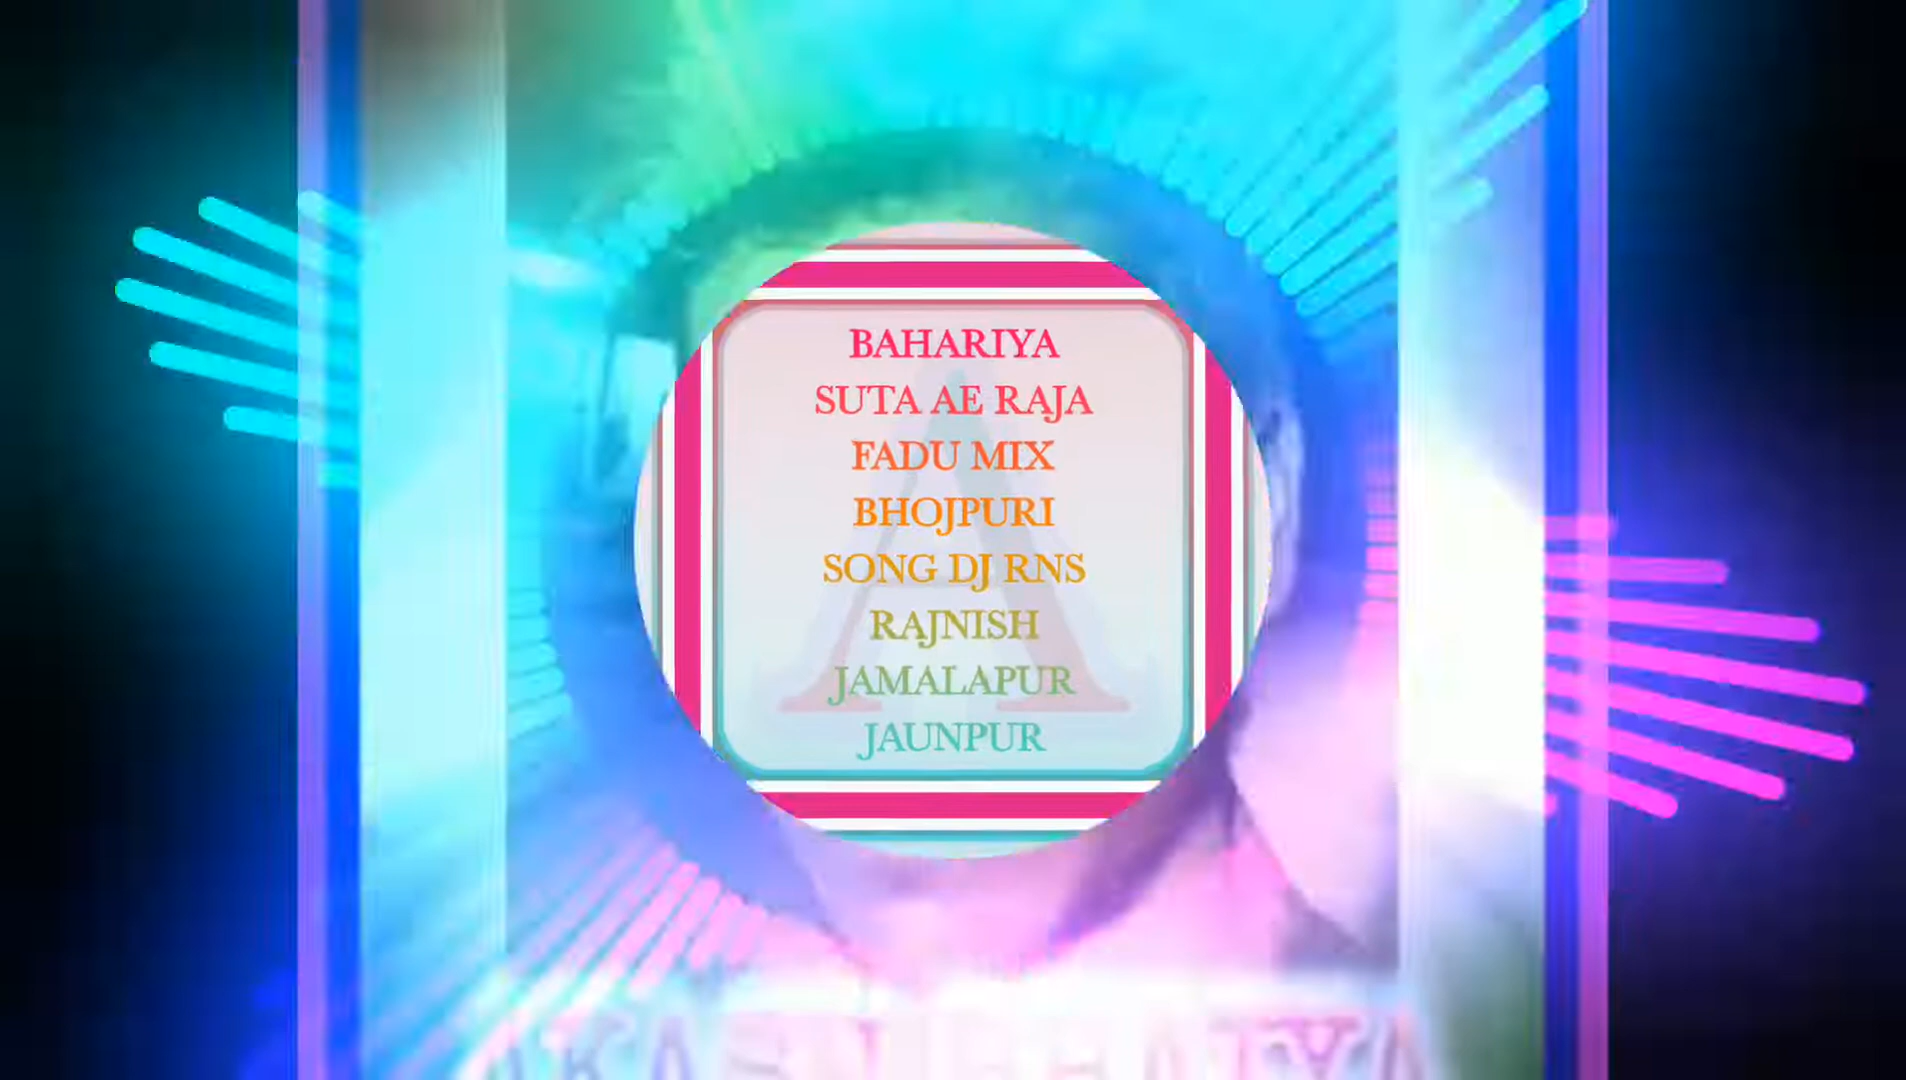 BAHARIYA
SUTA AE RAJA
FADU MIX
BHOJPURI
SONG DJ RNS
RAJNISH
JAMALAPUR
JAUNPUR
A